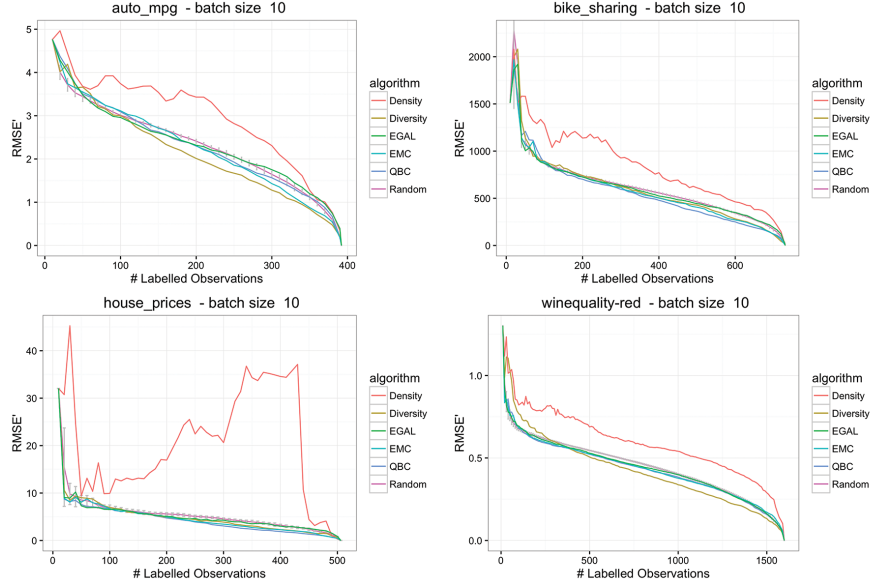 auto_mpg - batch size 10
RMSE'
5
4
3
2
1
0
0 100 200 300 400
# Labelled Observations
algorithm
Density
Diversity
EGAL
EMC
QBC
Random
bike_sharing - batch size 10
RMSE'
2000
1500
1000
500
0
0 200 400 600
# Labelled Observations
algorithm
Density
Diversity
EGAL
EMC
QBC
Random
house_prices - batch size 10
RMSE'
40
30
20
10
0
0 100 200 300 400 500
# Labelled Observations
algorithm
Density
Diversity
EGAL
EMC
QBC
Random
winequality-red - batch size 10
RMSE'
1.0
0.5
0.0
0 500 1000 1500
# Labelled Observations
algorithm
Density
Diversity
EGAL
EMC
QBC
Random